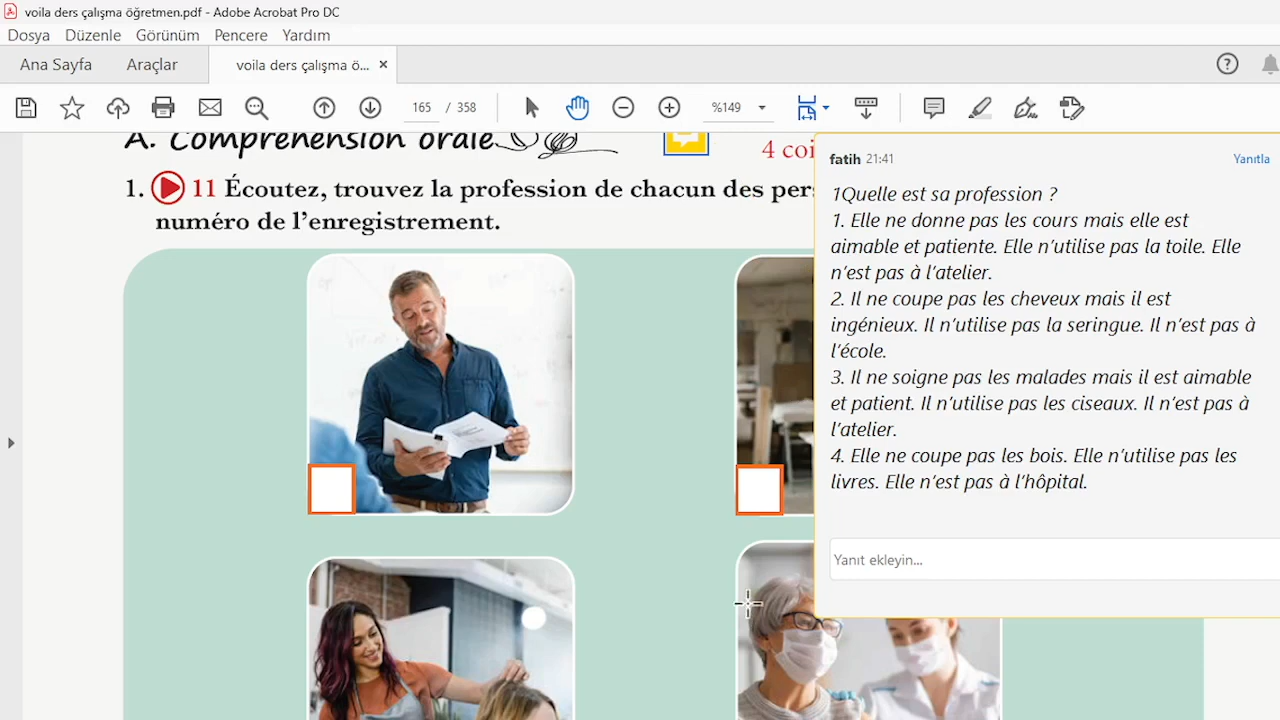 voila ders çalışma öğretmen.pdf - Adobe Acrobat Pro DC
Dosya Düzenle Görünüm Pencere Yardım
Ana Sayfa Araçlar voila ders çalışma ö... ×
165 / 358 %149
A. Compréhension orale
4 coi
1. 11 Écoutez, trouvez la profession de chacun des per
numéro de l'enregistrement.
fatih 21:41 Yanıtla
1Quelle est sa profession ?
1. Elle ne donne pas les cours mais elle est
aimable et patiente. Elle n'utilise pas la toile. Elle
n'est pas à l'atelier.
2. Il ne coupe pas les cheveux mais il est
ingénieux. Il n'utilise pas la seringue. Il n'est pas à
l'école.
3. Il ne soigne pas les malades mais il est aimable
et patient. Il n'utilise pas les ciseaux. Il n'est pas à
l'atelier.
4. Elle ne coupe pas les bois. Elle n'utilise pas les
livres. Elle n'est pas à l'hôpital.
Yanıt ekleyin...